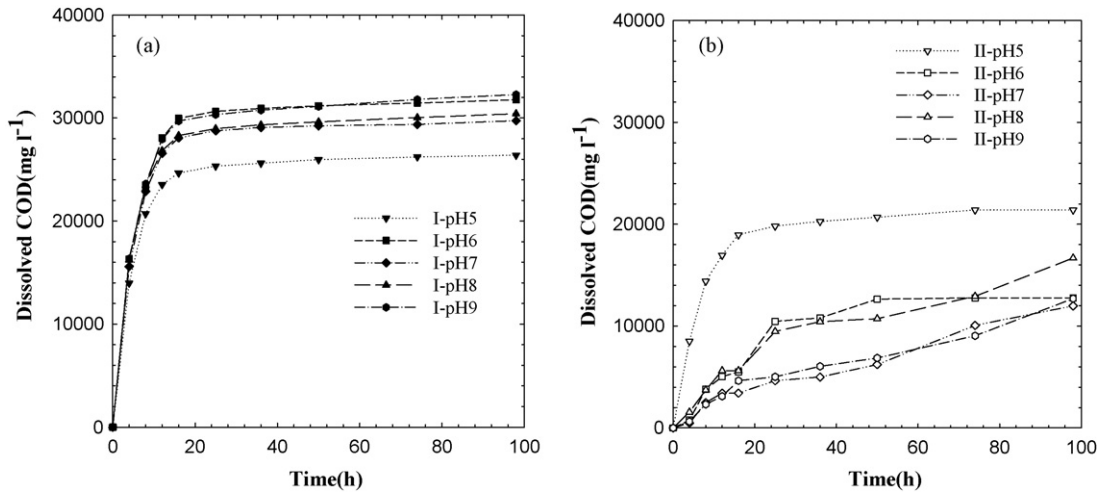 (a)
40000
30000
20000
10000
0
Dissolved COD(mg l-1)
I-pH5
I-pH6
I-pH7
I-pH8
I-pH9
0 20 40 60 80 100
Time(h)
(b)
40000
30000
20000
10000
0
Dissolved COD(mg l-1)
II-pH5
II-pH6
II-pH7
II-pH8
II-pH9
0 20 40 60 80 100
Time(h)